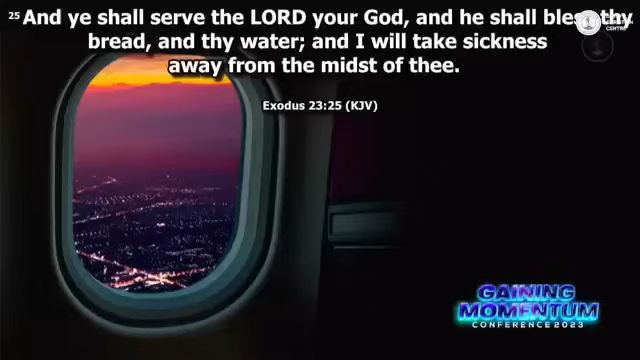 25 And ye shall serve the LORD your God, and he shall bless thy
bread, and thy water; and I will take sickness
away from the midst of thee.
Exodus 23:25 (KJV)
GAINING
MOMENTUM
CONFERENCE 2023
CENTRE